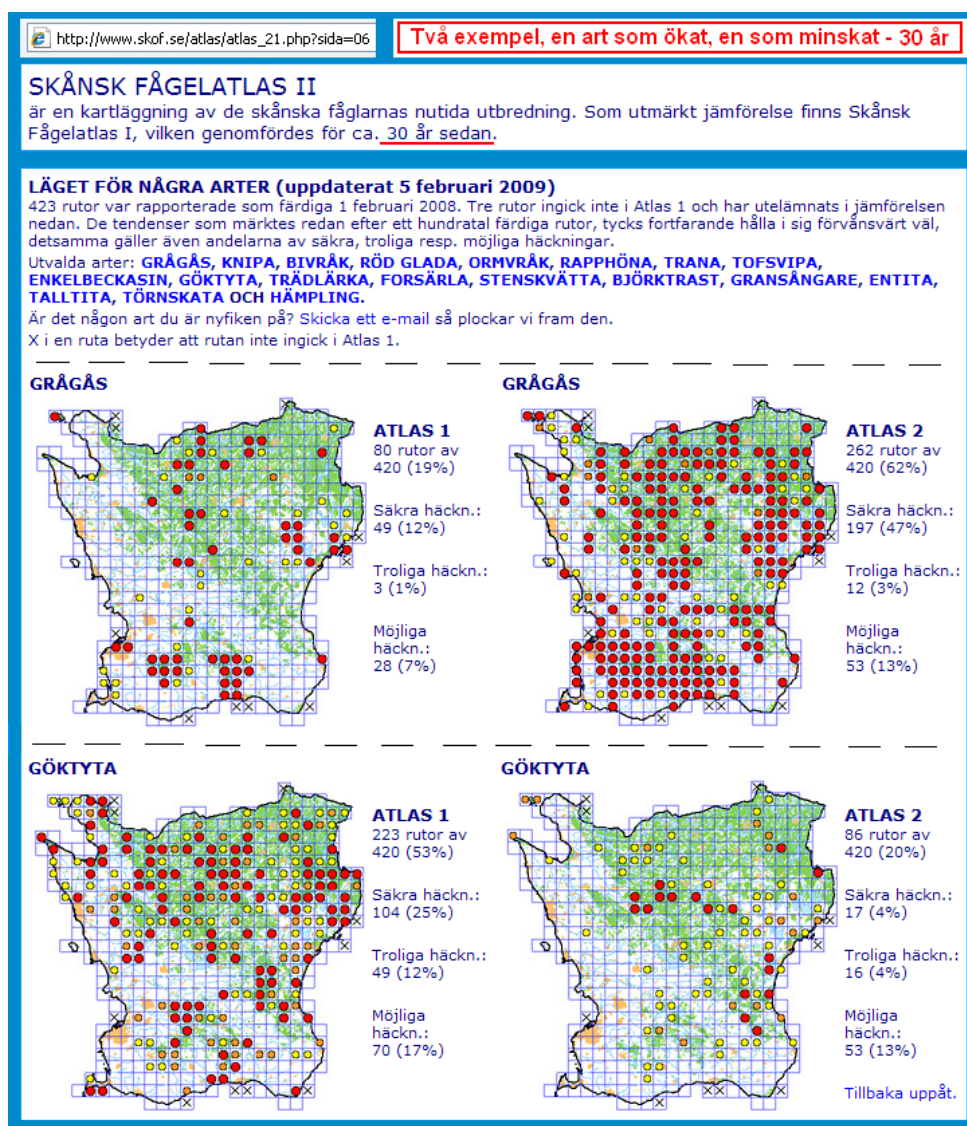 http://www.skof.se/atlas/atlas_21.php?sida=06
Två exempel, en art som ökat, en som minskat - 30 år
SKÅNSK FÅGELATLAS II
är en kartläggning av de skånska fåglarnas nutida utbredning. Som utmärkt jämförelse finns Skånsk
Fågelatlas I, vilken genomfördes för ca. 30 år sedan.
LÄGET FÖR NÅGRA ARTER (uppdaterat 5 februari 2009)
423 rutor var rapporterade som färdiga 1 februari 2008. Tre rutor ingick inte i Atlas 1 och har utelämnats i jämförelsen
nedan. De tendenser som märktes redan efter ett hundratal färdiga rutor, tycks fortfarande hålla i sig förvånsvärt väl,
detsamma gäller även andelarna av säkra, troliga resp. möjliga häckningar.
Utvalda arter: GRÅGÅS, KNIPA, BIVRÅK, RÖD GLADA, ORMVRÅK, RAPPHÖNA, TRANA, TOFSVIPA,
ENKELBECKASIN, GÖKTYTA, TRÄDLÄRKA, FORSÄRLA, STENSKVÄTTA, BJÖRKTRAST, GRANSÅNGARE, ENTITA,
TALLTITA, TÖRNSKATA OCH HÄMPLING.
Är det någon art du är nyfiken på? Skicka ett e-mail så plockar vi fram den.
X i en ruta betyder att rutan inte ingick i Atlas 1.
GRÅGÅS
ATLAS 1
80 rutor av
420 (19%)
Säkra häckn.:
49 (12%)
Troliga häckn.:
3 (1%)
Möjliga
häckn.:
28 (7%)
GRÅGÅS
ATLAS 2
262 rutor av
420 (62%)
Säkra häckn.:
197 (47%)
Troliga häckn.:
12 (3%)
Möjliga
häckn.:
53 (13%)
GÖKTYTA
ATLAS 1
223 rutor av
420 (53%)
Säkra häckn.:
104 (25%)
Troliga häckn.:
49 (12%)
Möjliga
häckn.:
70 (17%)
GÖKTYTA
ATLAS 2
86 rutor av
420 (20%)
Säkra häckn.:
17 (4%)
Troliga häckn.:
16 (4%)
Möjliga
häckn.:
53 (13%)
Tillbaka uppåt.